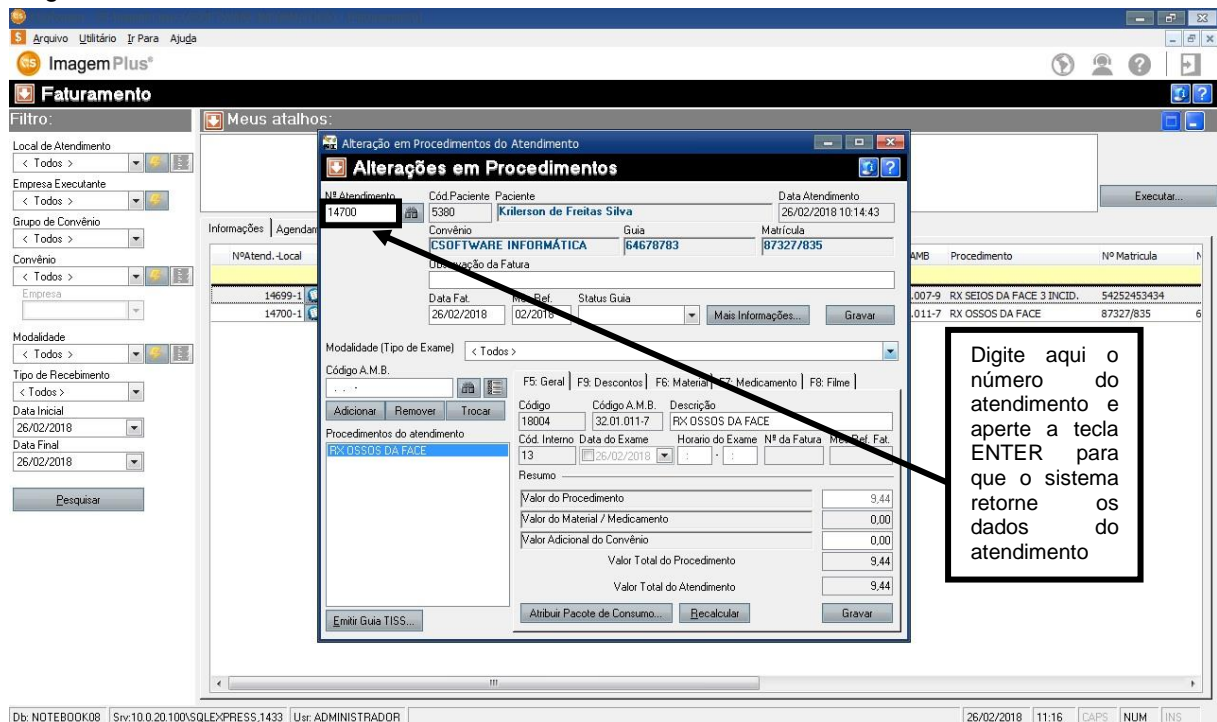 Arquivo Utilitário Ir Para Ajuda
ImagemPlus®
Faturamento
Filtro:
Meus atalhos:
Local de Atendimento
< Todos >
Empresa Executante
< Todos >
Grupo de Convênio
< Todos >
Convênio
< Todos >
Empresa
Modalidade
< Todos >
Tipo de Recebimento
< Todos >
Data Inicial
26/02/2018
Data Final
26/02/2018
Pesquisar
Executar...
Informações
NºAtend.-Local
AMB Procedimento Nº Matricula
14699-1 .007-9 RX SEIOS DA FACE 3 INCID. 54252453434
14700-1 .011-7 RX OSSOS DA FACE 87327/835 6
Alteração em Procedimentos do Atendimento
Alterações em Procedimentos
Nº Atendimento Cód.Paciente Paciente Data Atendimento
14700 5380 Krilerson de Freitas Silva 26/02/2018 10:14:43
Convênio Guia Matrícula
CSOFTWARE INFORMÁTICA 64678783 87327/835
Observação da Fatura
Data Fat. Mes Ref. Status Guia
26/02/2018 02/2018 Mais Informações... Gravar
Modalidade (Tipo de Exame) < Todos >
Código A.M.B.
. . -
Adicionar Remover Trocar
Procedimentos do atendimento
RX OSSOS DA FACE
Emitir Guia TISS...
F5: Geral F9: Descontos F6: Material F7: Medicamento F8: Filme
Código Código A.M.B. Descrição
18004 32.01.011-7 RX OSSOS DA FACE
Cód. Interno Data do Exame Horario do Exame Nº da Fatura Mes Ref. Fat.
13 26/02/2018 : - :
Resumo
Valor do Procedimento 9,44
Valor do Material / Medicamento 0,00
Valor Adicional do Convênio 0,00
Valor Total do Procedimento 9,44
Valor Total do Atendimento 9,44
Atribuir Pacote de Consumo... Recalcular Gravar
Digite aqui o
número do
atendimento e
aperte a tecla
ENTER para
que o sistema
retorne os
dados do
atendimento
Db: NOTEBOOK08 Srv:10.0.20.100\SQLEXPRESS,1433 Usr: ADMINISTRADOR 26/02/2018 11:16 CAPS NUM INS